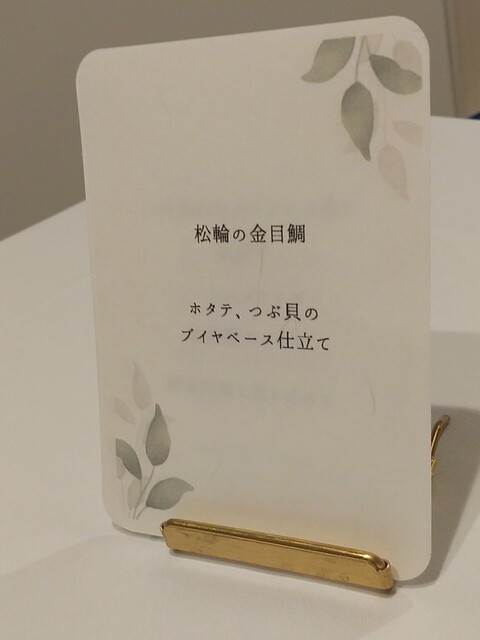 松輪の金目鯛
ホタテ、つぶ貝の
ブイヤベース仕立て